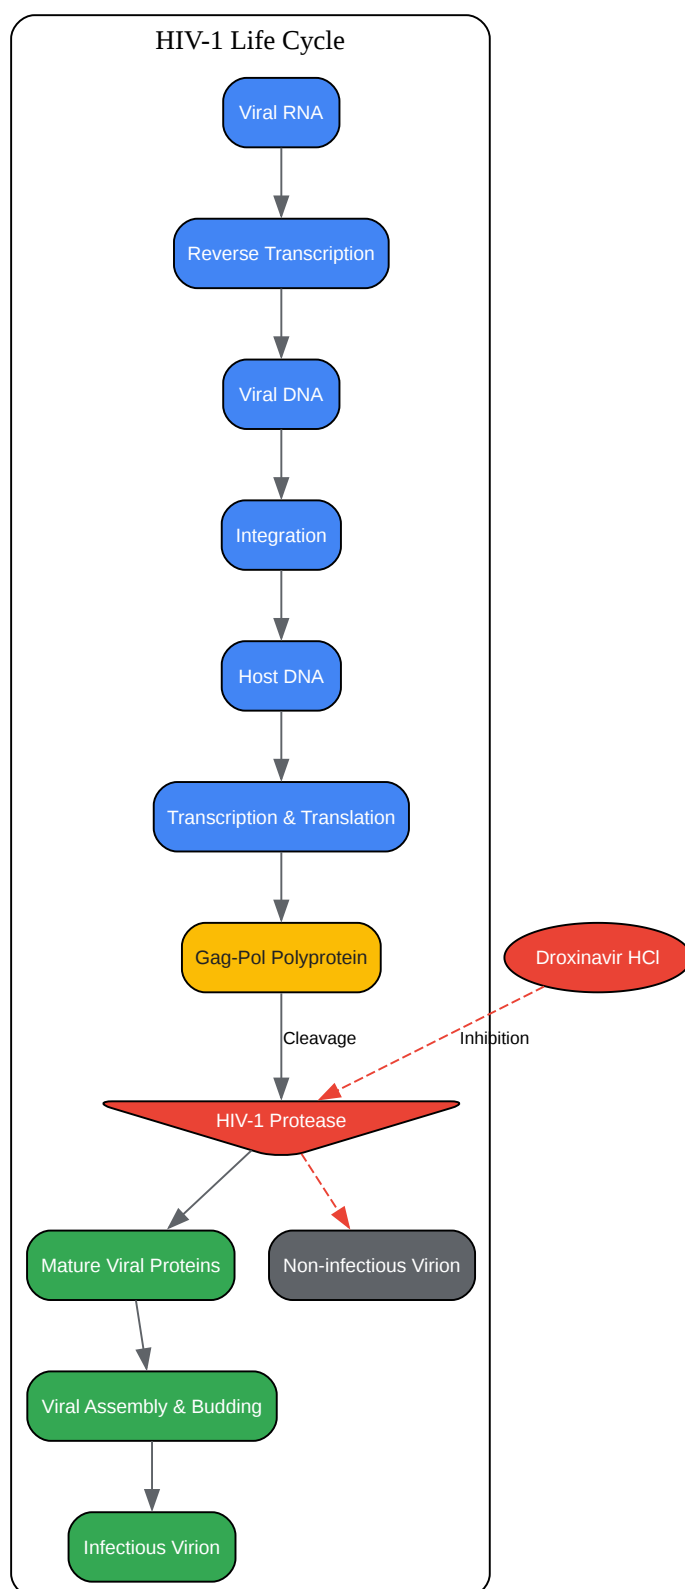 HIV-1 Life Cycle
Viral RNA
Reverse Transcription
Viral DNA
Integration
Host DNA
Transcription & Translation
Gag-Pol Polyprotein
Droxinavir HCl
Cleavage
Inhibition
HIV-1 Protease
Mature Viral Proteins
Non-infectious Virion
Viral Assembly & Budding
Infectious Virion